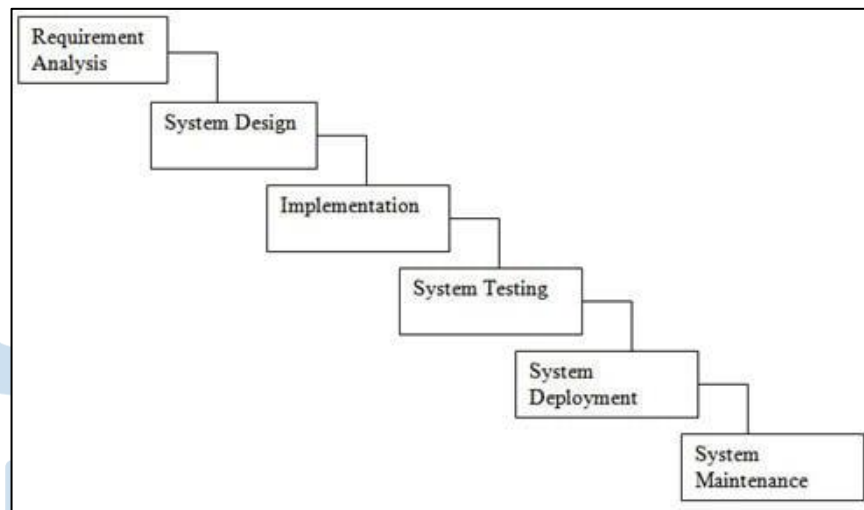 Requirement
Analysis
System Design
Implementation
System Testing
System
Deployment
System
Maintenance